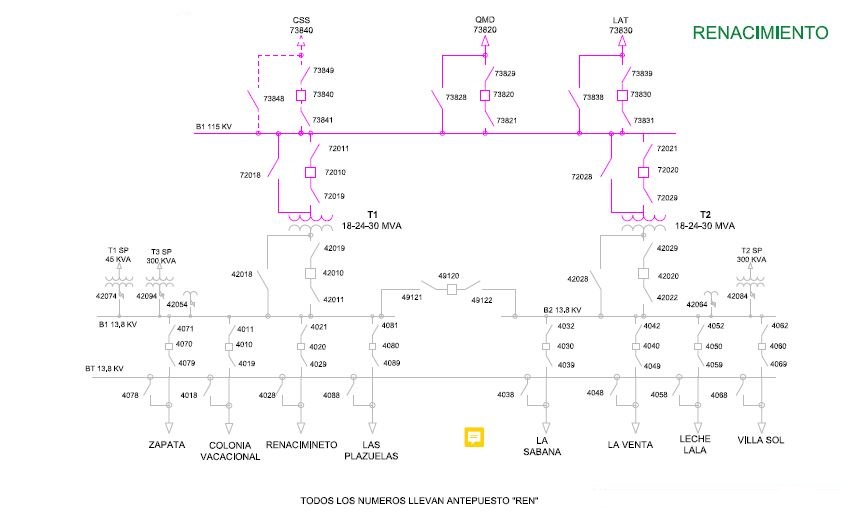 CSS
73840
QMD
73820
LAT
73830
RENACIMIENTO
73849
73829
73839
73848
73840
73828
73820
73838
73830
73841
73821
73831
B1 115 KV
72011
72021
72018
72010
72028
72020
72019
72029
T1
18-24-30 MVA
T2
18-24-30 MVA
T1 SP
45 KVA
T3 SP
300 KVA
42019
42029
T2 SP
300 KVA
42018
42010
49120
42028
42020
42074
42094
42054
42011
49121
49122
42022
42064
42084
B1 13,8 KV
B2 13,8 KV
4071
4011
4021
4081
4032
4042
4052
4062
4070
4010
4020
4080
4030
4040
4050
4060
4079
4019
4029
4089
4039
4049
4059
4069
BT 13,8 KV
4078
4018
4028
4088
4038
4048
4058
4068
ZAPATA
COLONIA
VACACIONAL
RENACIMINETO
LAS
PLAZUELAS
LA
SABANA
LA VENTA
LECHE
LALA
VILLA SOL
TODOS LOS NUMEROS LLEVAN ANTEPUESTO "REN"